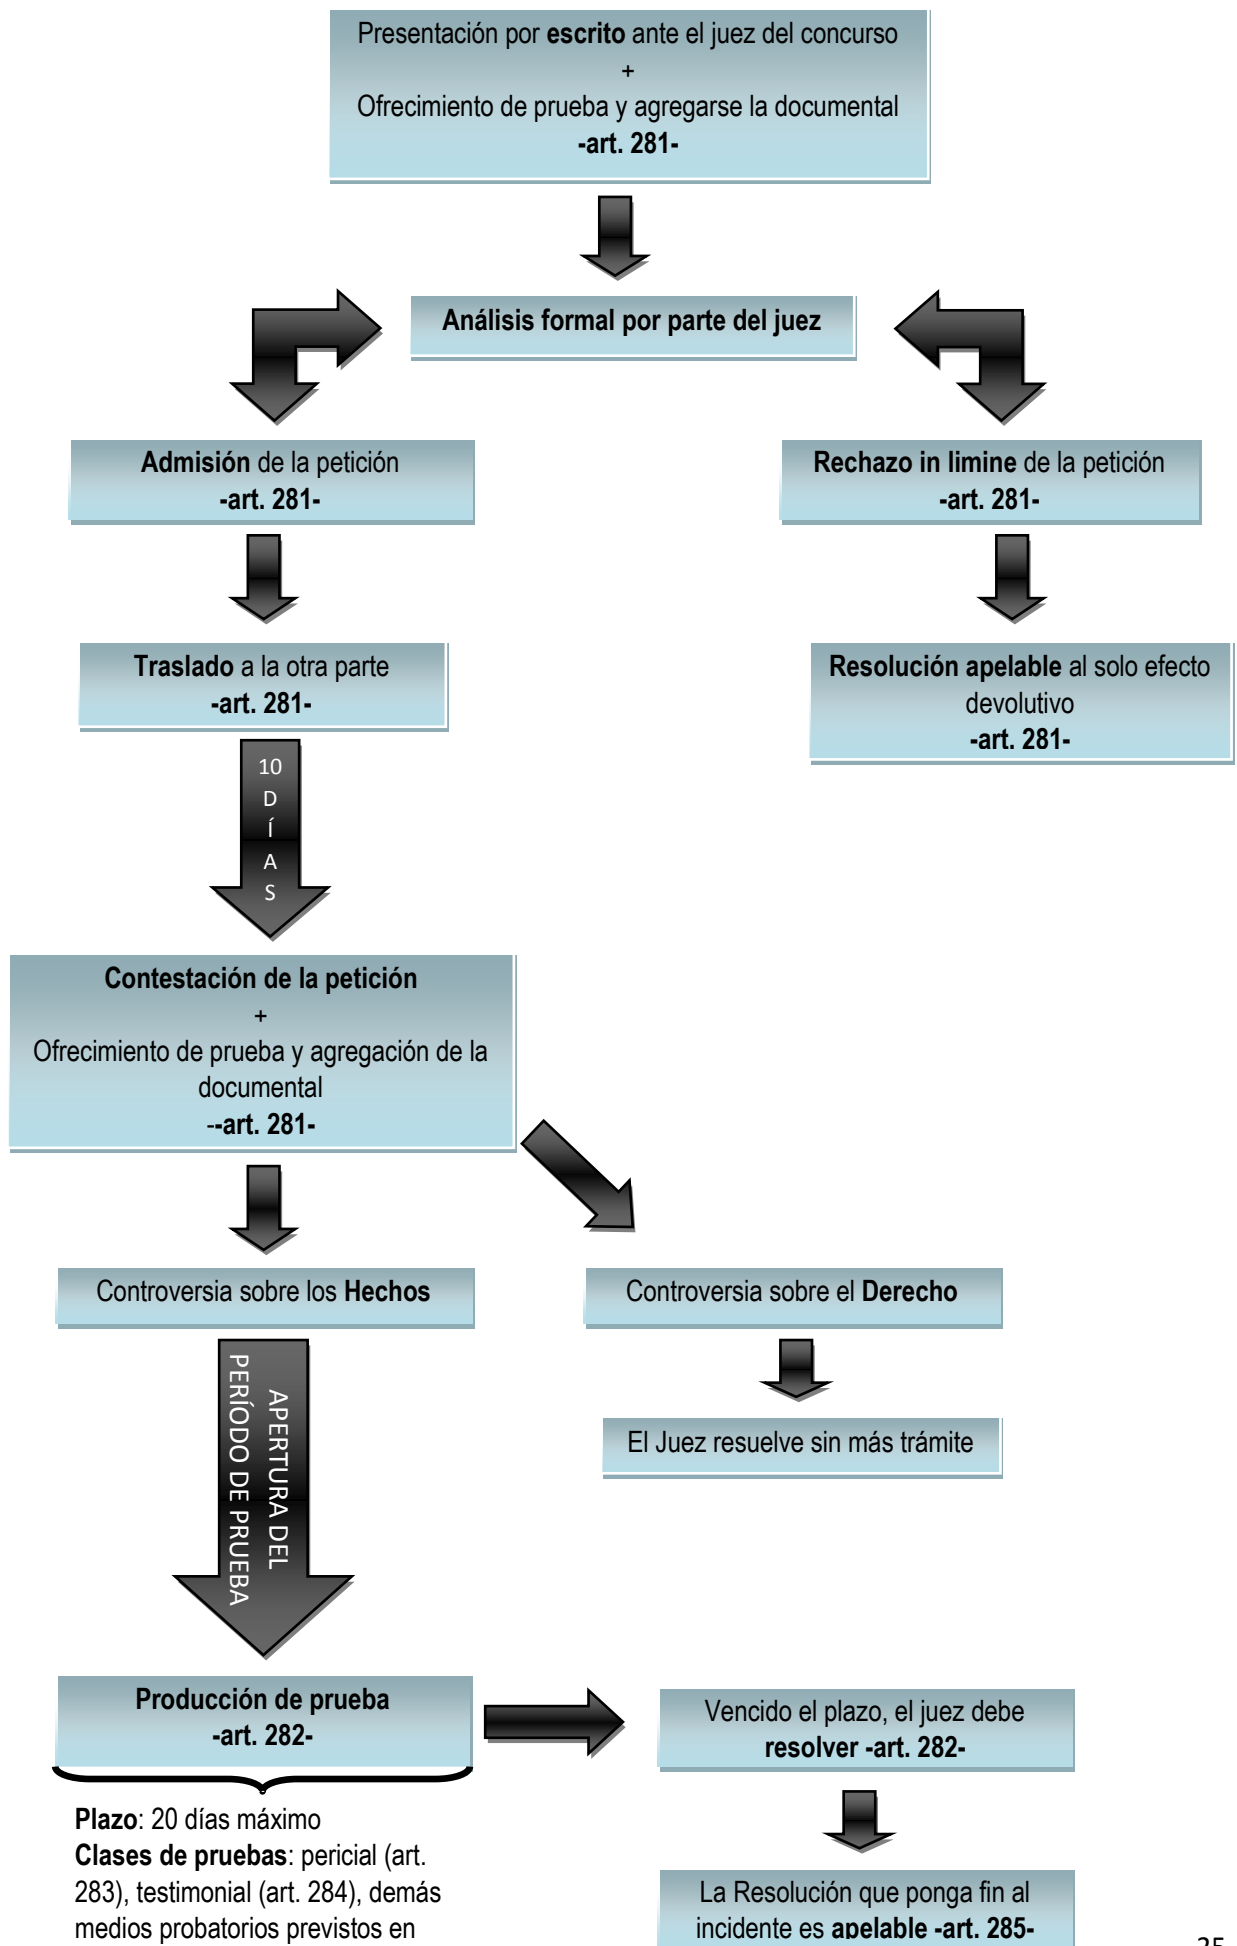 Presentación por escrito ante el juez del concurso
+
Ofrecimiento de prueba y agregarse la documental
-art. 281-
Análisis formal por parte del juez
Admisión de la petición
-art. 281-
Rechazo in limine de la petición
-art. 281-
Traslado a la otra parte
-art. 281-
Resolución apelable al solo efecto
devolutivo
-art. 281-
10
D
Í
A
S
Contestación de la petición
+
Ofrecimiento de prueba y agregación de la
documental
--art. 281-
Controversia sobre los Hechos
Controversia sobre el Derecho
El Juez resuelve sin más trámite
APERTURA DEL
PERÍODO DE PRUEBA
Producción de prueba
-art. 282-
Vencido el plazo, el juez debe
resolver -art. 282-
Plazo: 20 días máximo
Clases de pruebas: pericial (art.
283), testimonial (art. 284), demás
medios probatorios previstos en
La Resolución que ponga fin al
incidente es apelable -art. 285-